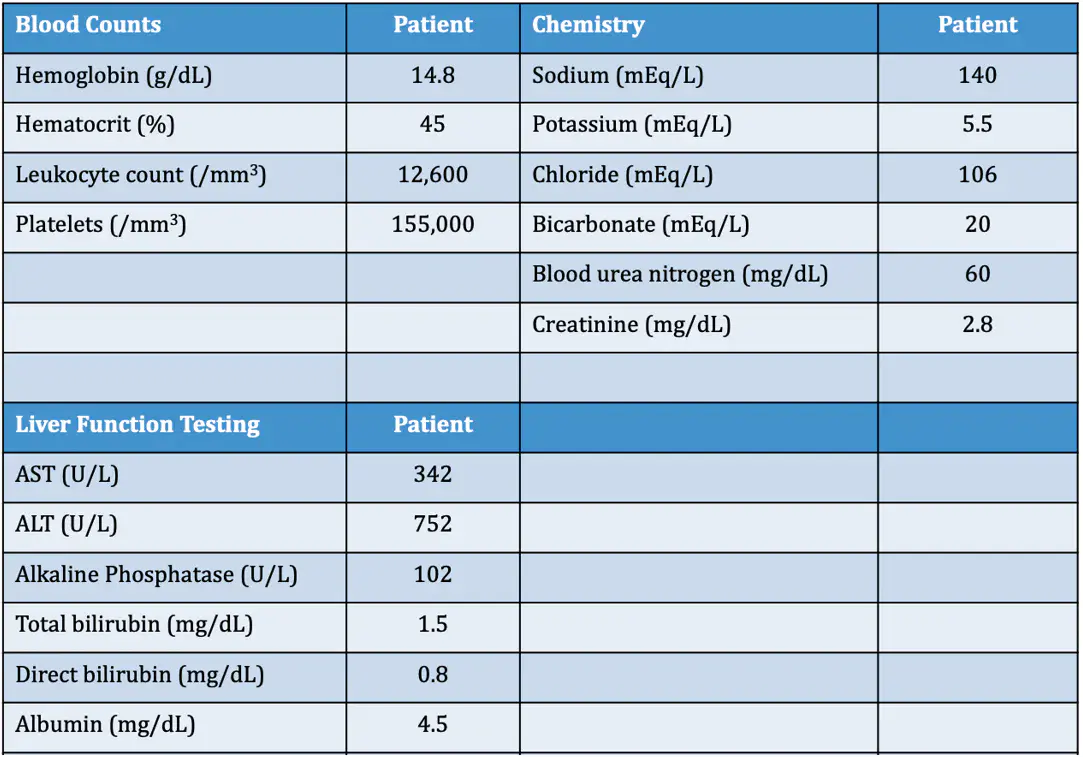 Blood Counts Patient Chemistry Patient
Hemoglobin (g/dL) 14.8 Sodium (mEq/L) 140
Hematocrit (%) 45 Potassium (mEq/L) 5.5
Leukocyte count (/mm³) 12,600 Chloride (mEq/L) 106
Platelets (/mm³) 155,000 Bicarbonate (mEq/L) 20
Blood urea nitrogen (mg/dL) 60
Creatinine (mg/dL) 2.8
Liver Function Testing Patient
AST (U/L) 342
ALT (U/L) 752
Alkaline Phosphatase (U/L) 102
Total bilirubin (mg/dL) 1.5
Direct bilirubin (mg/dL) 0.8
Albumin (mg/dL) 4.5